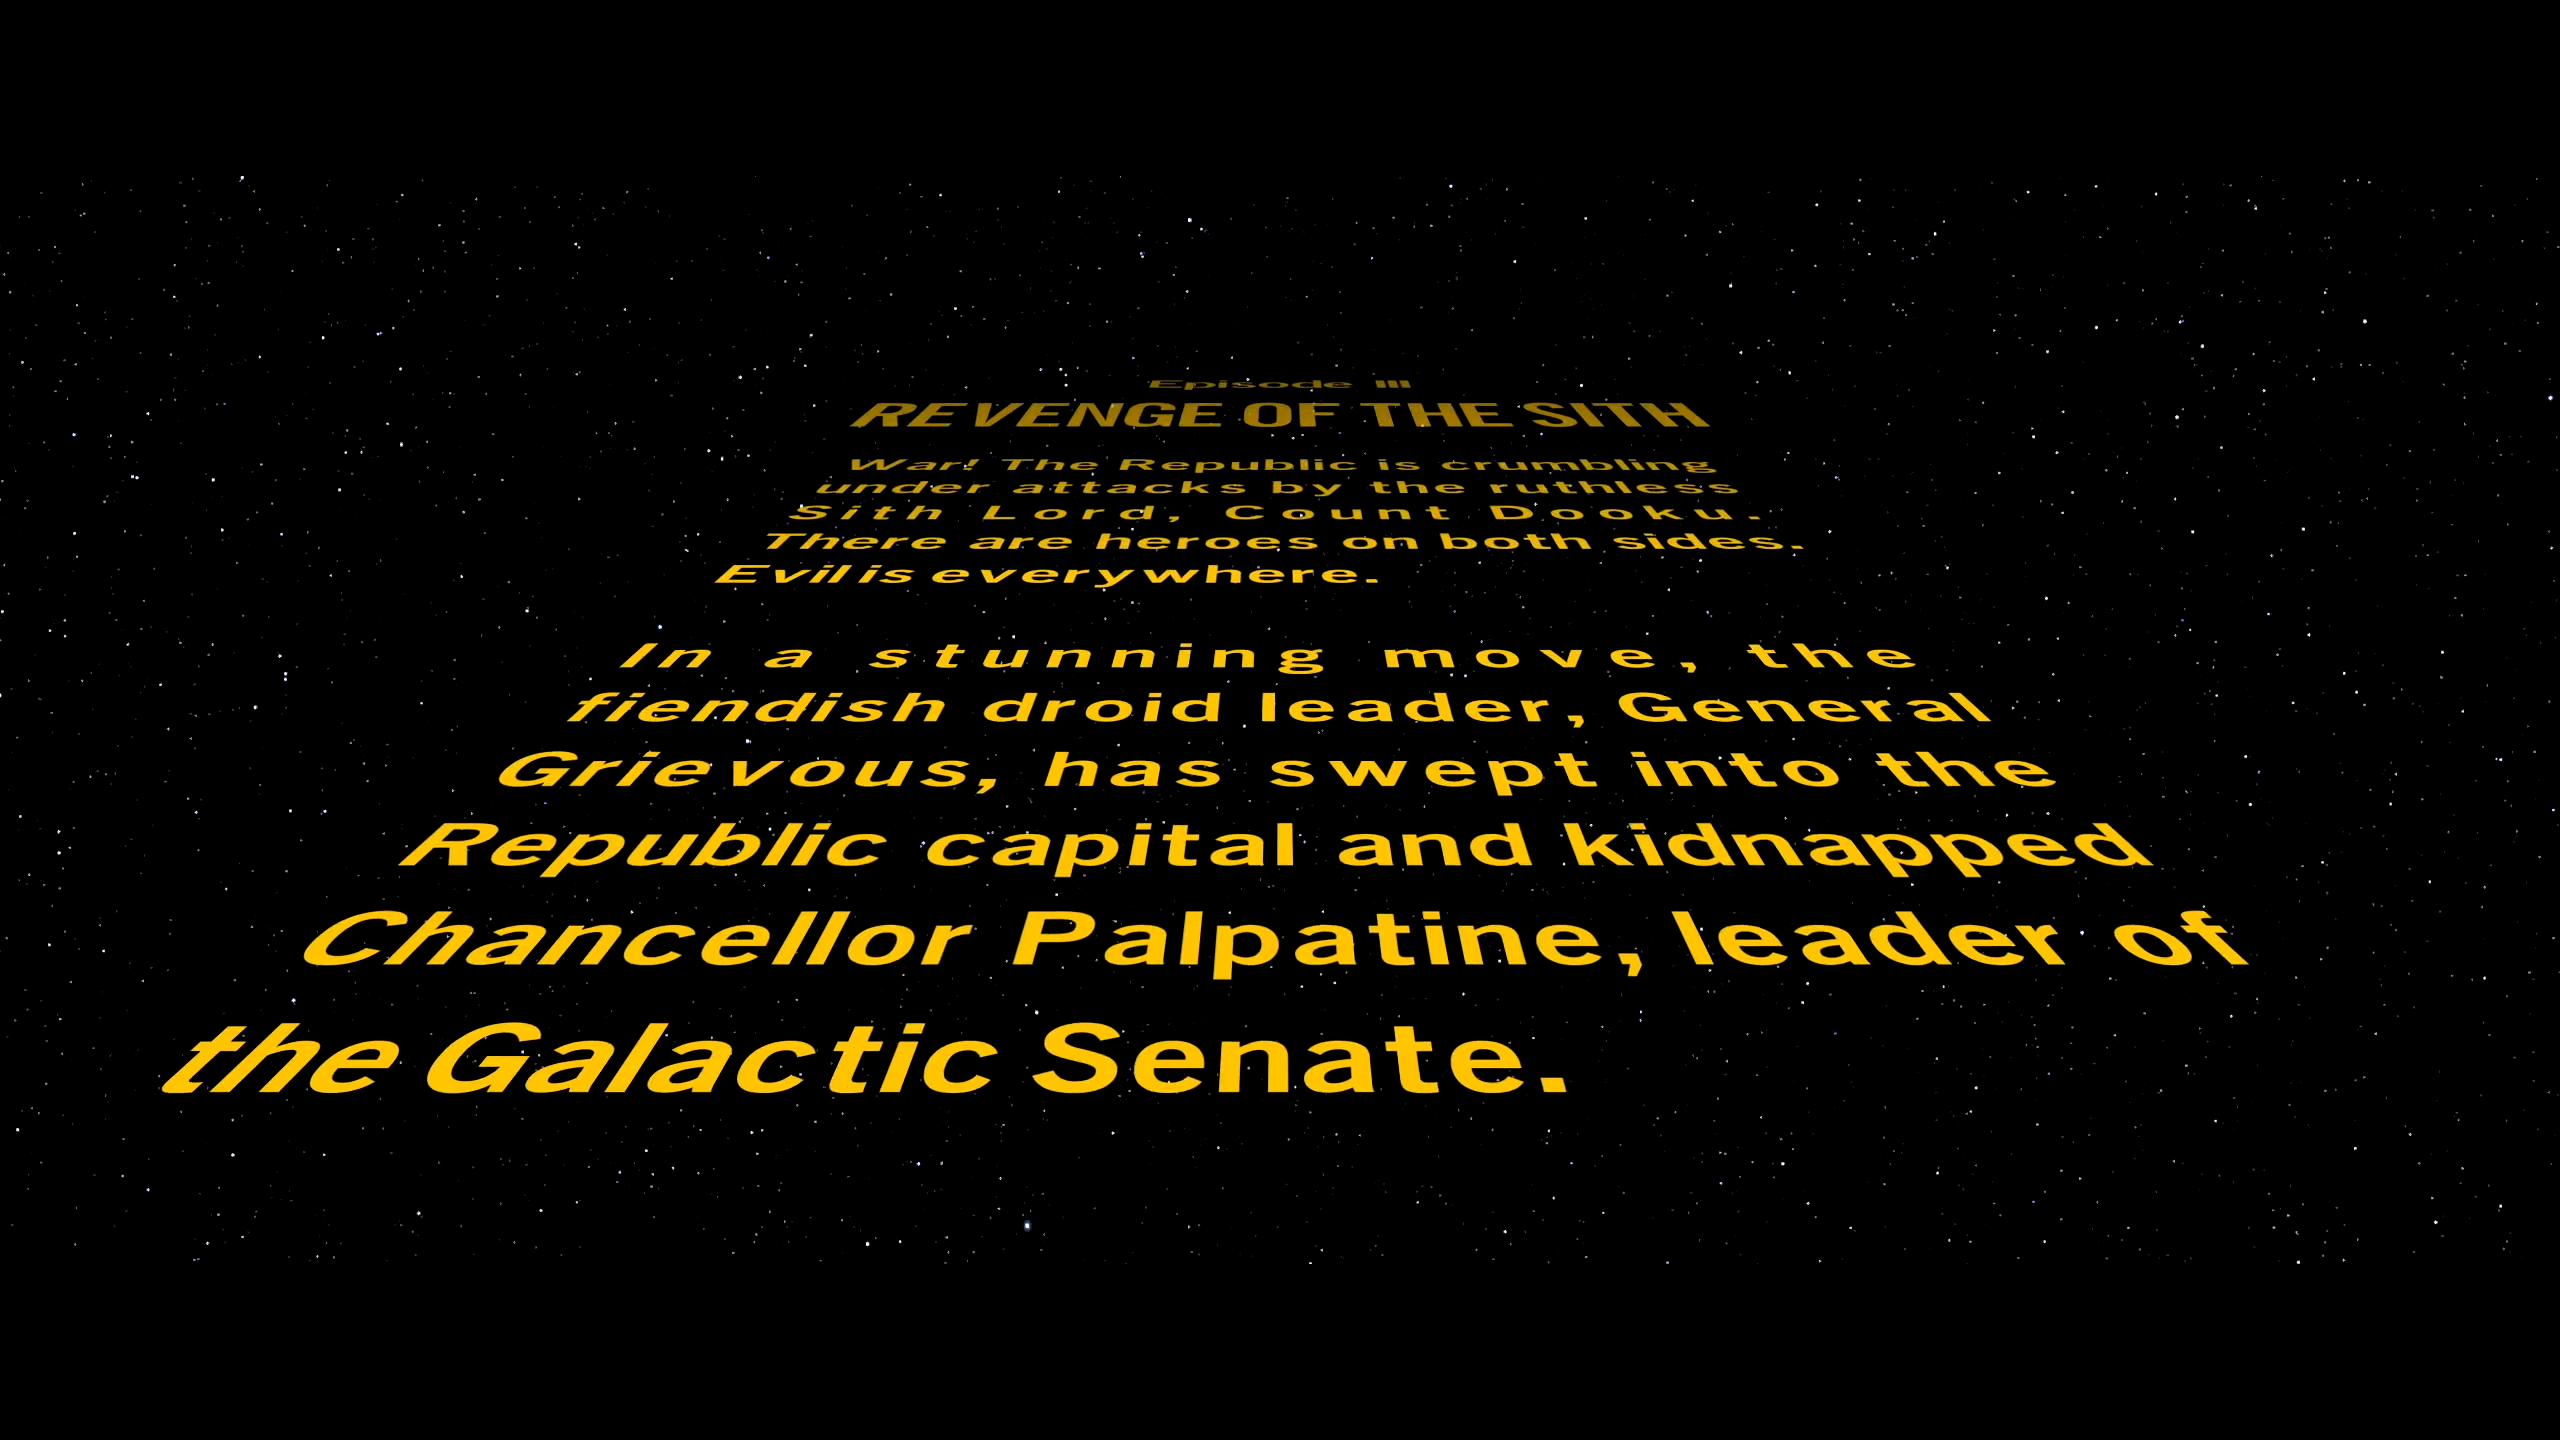 Episode III
REVENGE OF THE SITH
War! The Republic is crumbling
under attacks by the ruthless
Sith Lord, Count Dooku.
There are heroes on both sides.
Evil is everywhere.
In a stunning move, the
fiendish droid leader, General
Grievous, has swept into the
Republic capital and kidnapped
Chancellor Palpatine, leader of
the Galactic Senate.